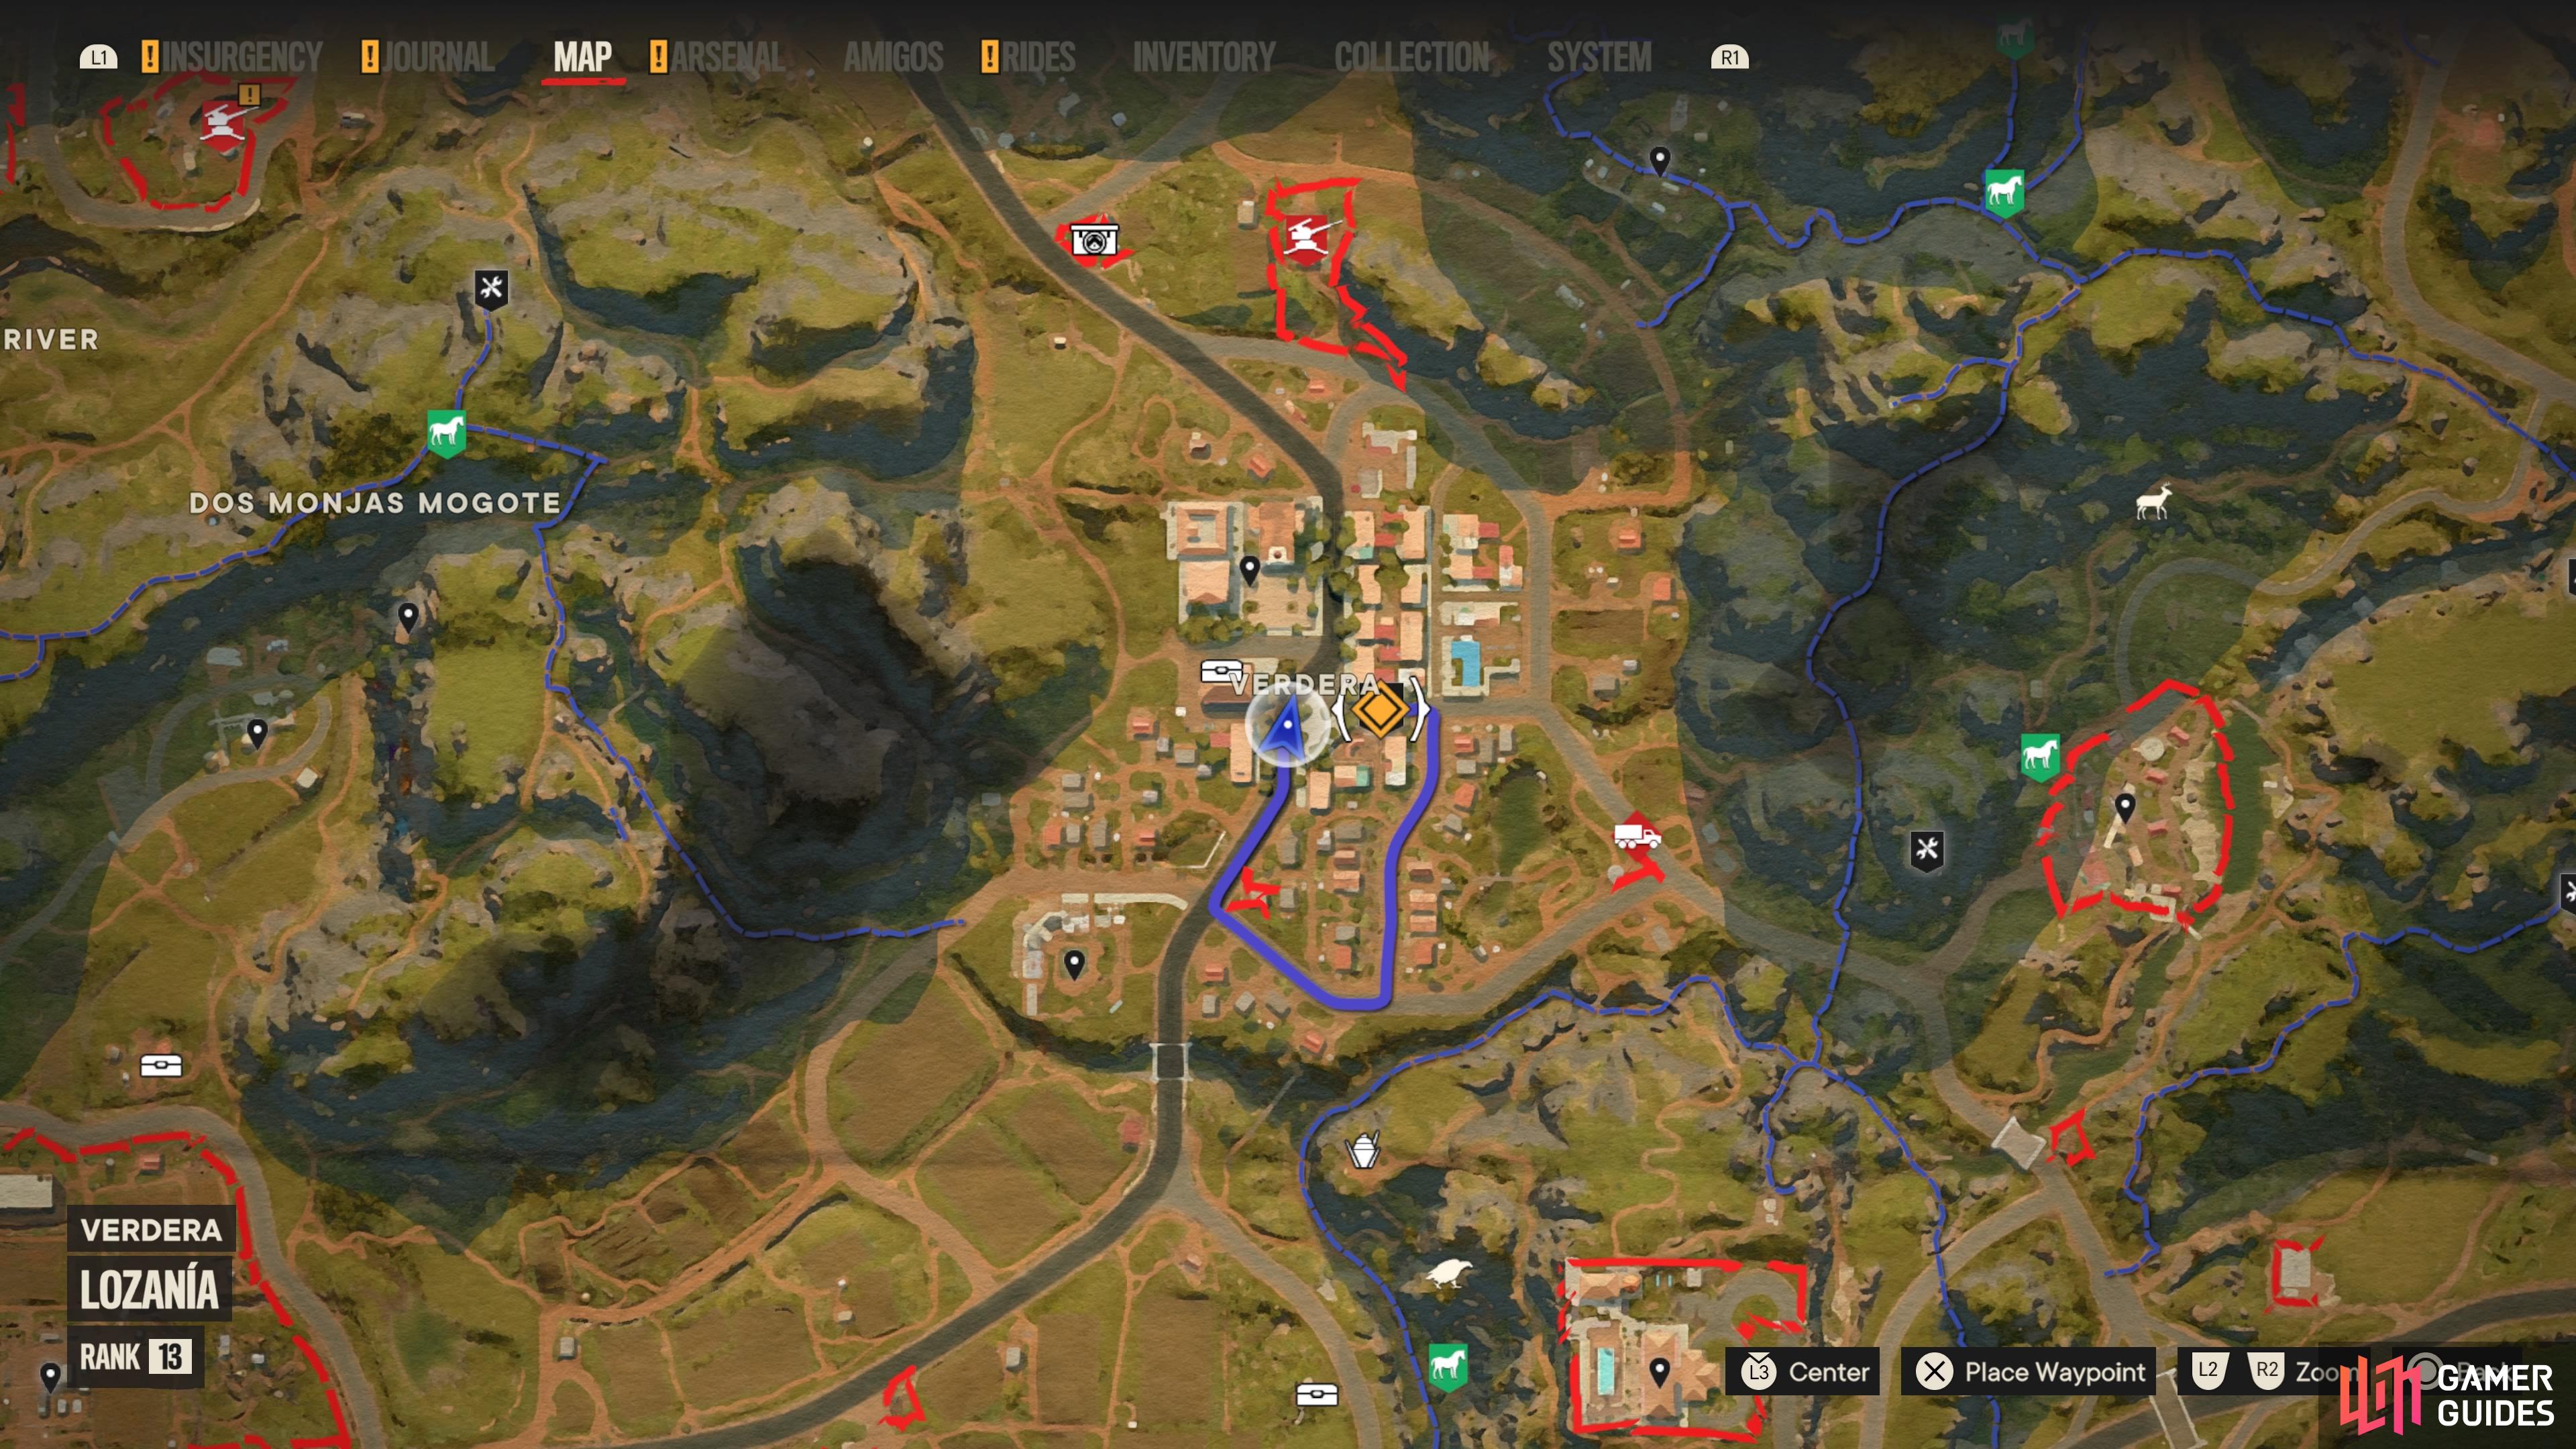 L1 ! INSURGENCY ! JOURNAL MAP ! ARSENAL AMIGOS ! RIDES INVENTORY COLLECTION SYSTEM R1
!
RIVER
DOS MONJAS MOGOTE
VERDERA
VERDERA
LOZANÍA
RANK 13
L3 Center Place Waypoint L2 R2
GAMER
GUIDES